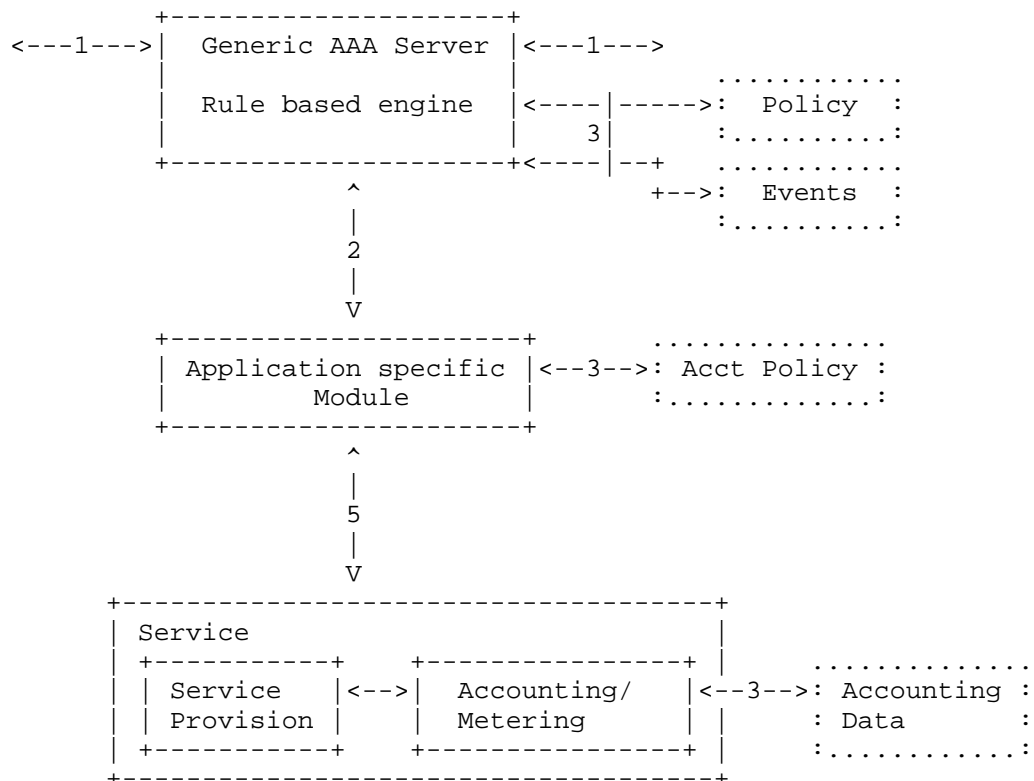 <---1---> Generic AAA Server <---1--->
Rule based engine <----|-----> Policy
3
Events
2
Application specific <--3--> Acct Policy
Module
5
Service
Service <--> Accounting/ <--3--> Accounting
Provision Metering Data